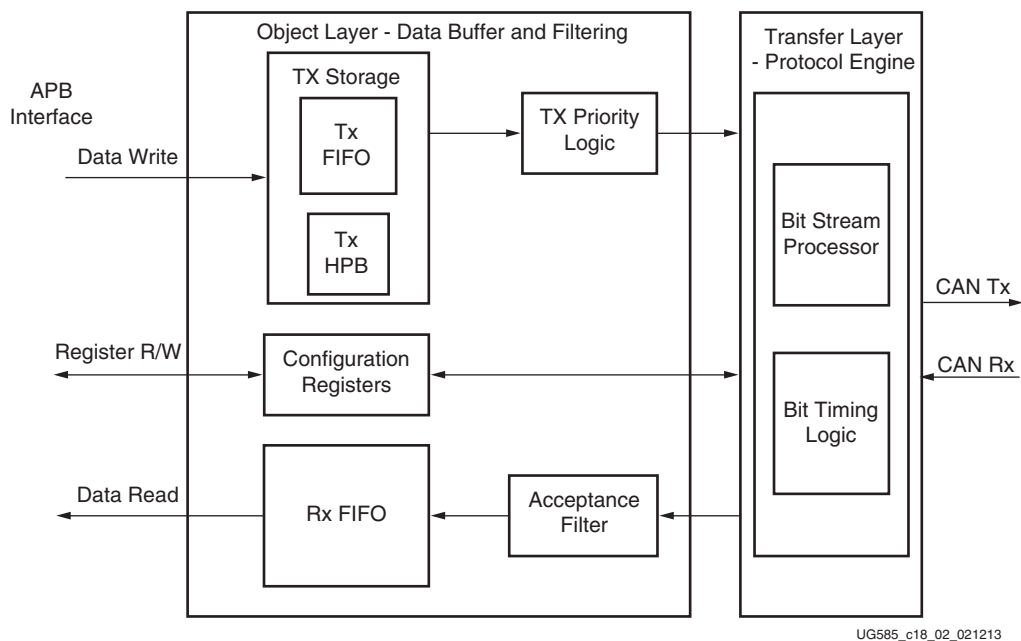 Object Layer - Data Buffer and Filtering
Transfer Layer
- Protocol Engine
APB
Interface
TX Storage
Tx
FIFO
Tx
HPB
TX Priority
Logic
Data Write
Bit Stream
Processor
CAN Tx
Register R/W
Configuration
Registers
CAN Rx
Bit Timing
Logic
Data Read
Rx FIFO
Acceptance
Filter
UG585_c18_02_021213